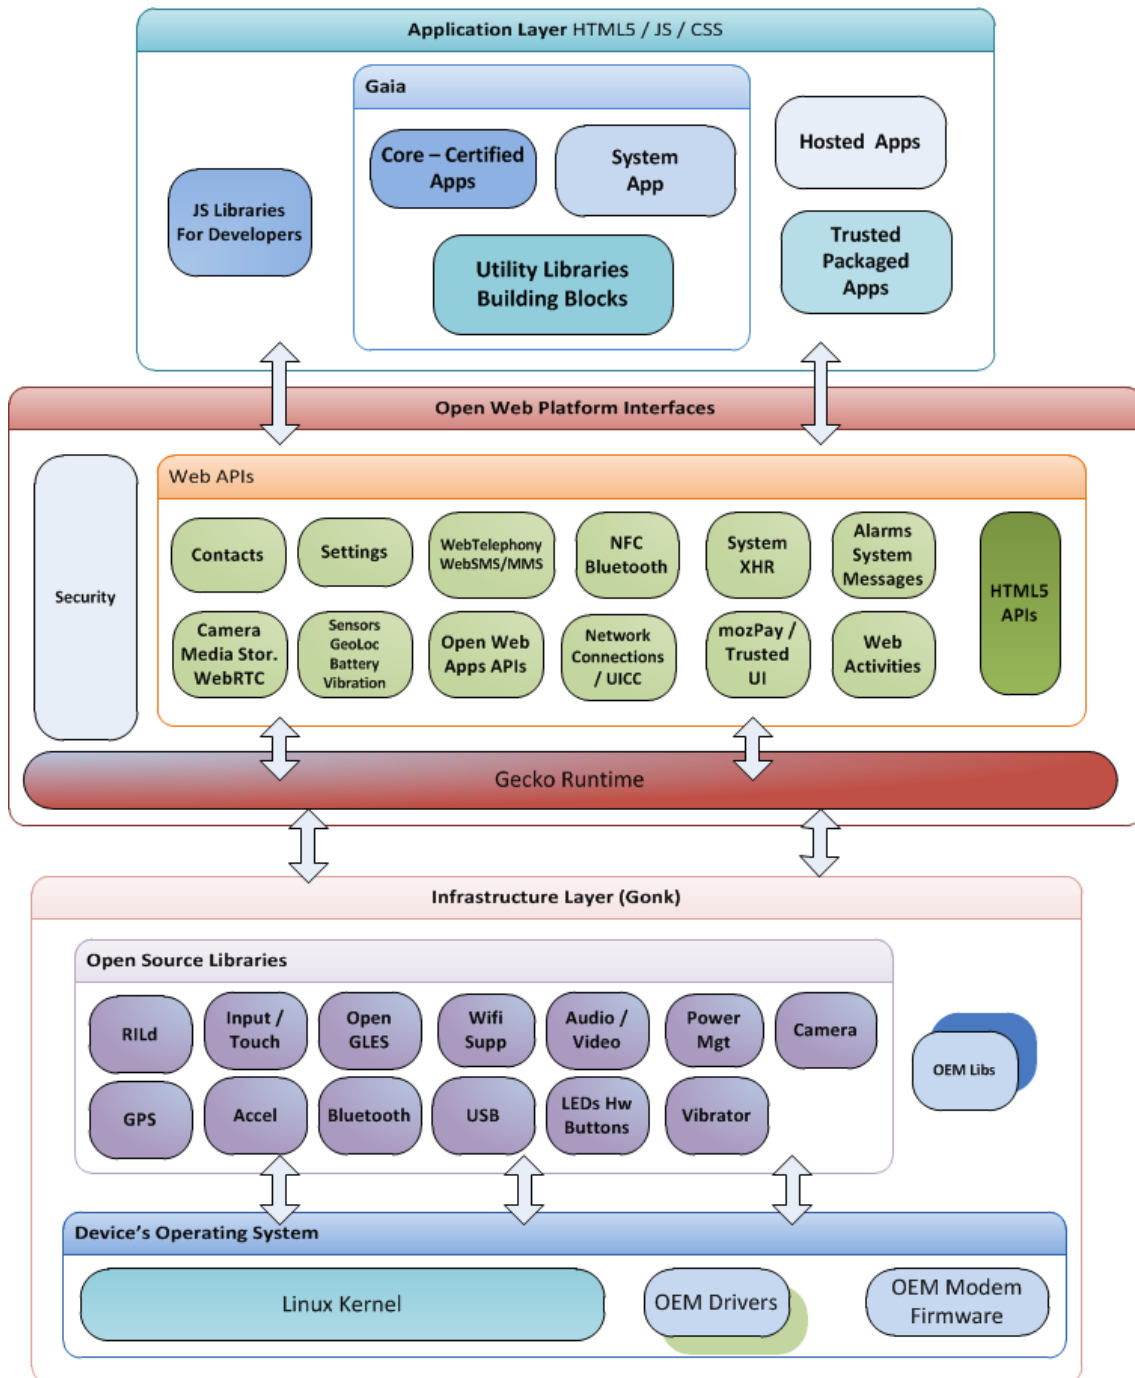 Application Layer HTML5 / JS / CSS
Gaia
Core – Certified
Apps
System
App
Hosted Apps
JS Libraries
For Developers
Utility Libraries
Building Blocks
Trusted
Packaged
Apps
Open Web Platform Interfaces
Security
Web APIs
Contacts
Settings
WebTelephony
WebSMS/MMS
NFC
Bluetooth
System
XHR
Alarms
System
Messages
HTML5
APIs
Camera
Media Stor.
WebRTC
Sensors
GeoLoc
Battery
Vibration
Open Web
Apps APIs
Network
Connections
/ UICC
mozPay /
Trusted
UI
Web
Activities
Gecko Runtime
Infrastructure Layer (Gonk)
Open Source Libraries
RILd
Input /
Touch
Open
GLES
Wifi
Supp
Audio /
Video
Power
Mgt
Camera
OEM Libs
GPS
Accel
Bluetooth
USB
LEDs Hw
Buttons
Vibrator
Device's Operating System
Linux Kernel
OEM Drivers
OEM Modem
Firmware